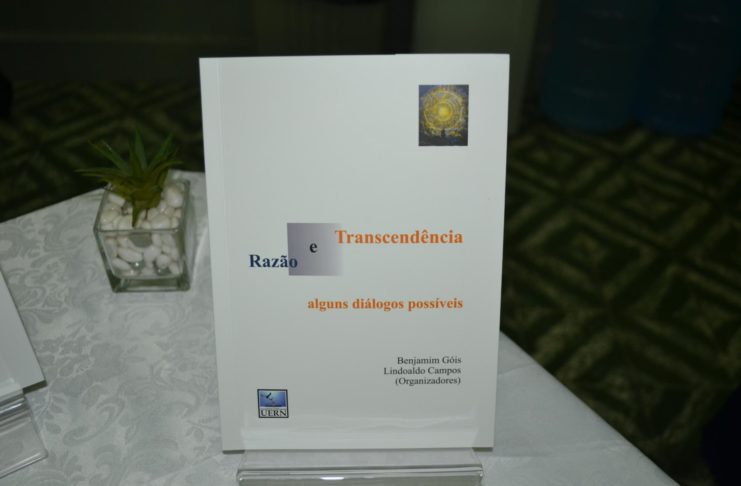 Transcendência
e
Razão
alguns diálogos possíveis
Benjamim Góis
Lindoaldo Campos
(Organizadores)
UERN